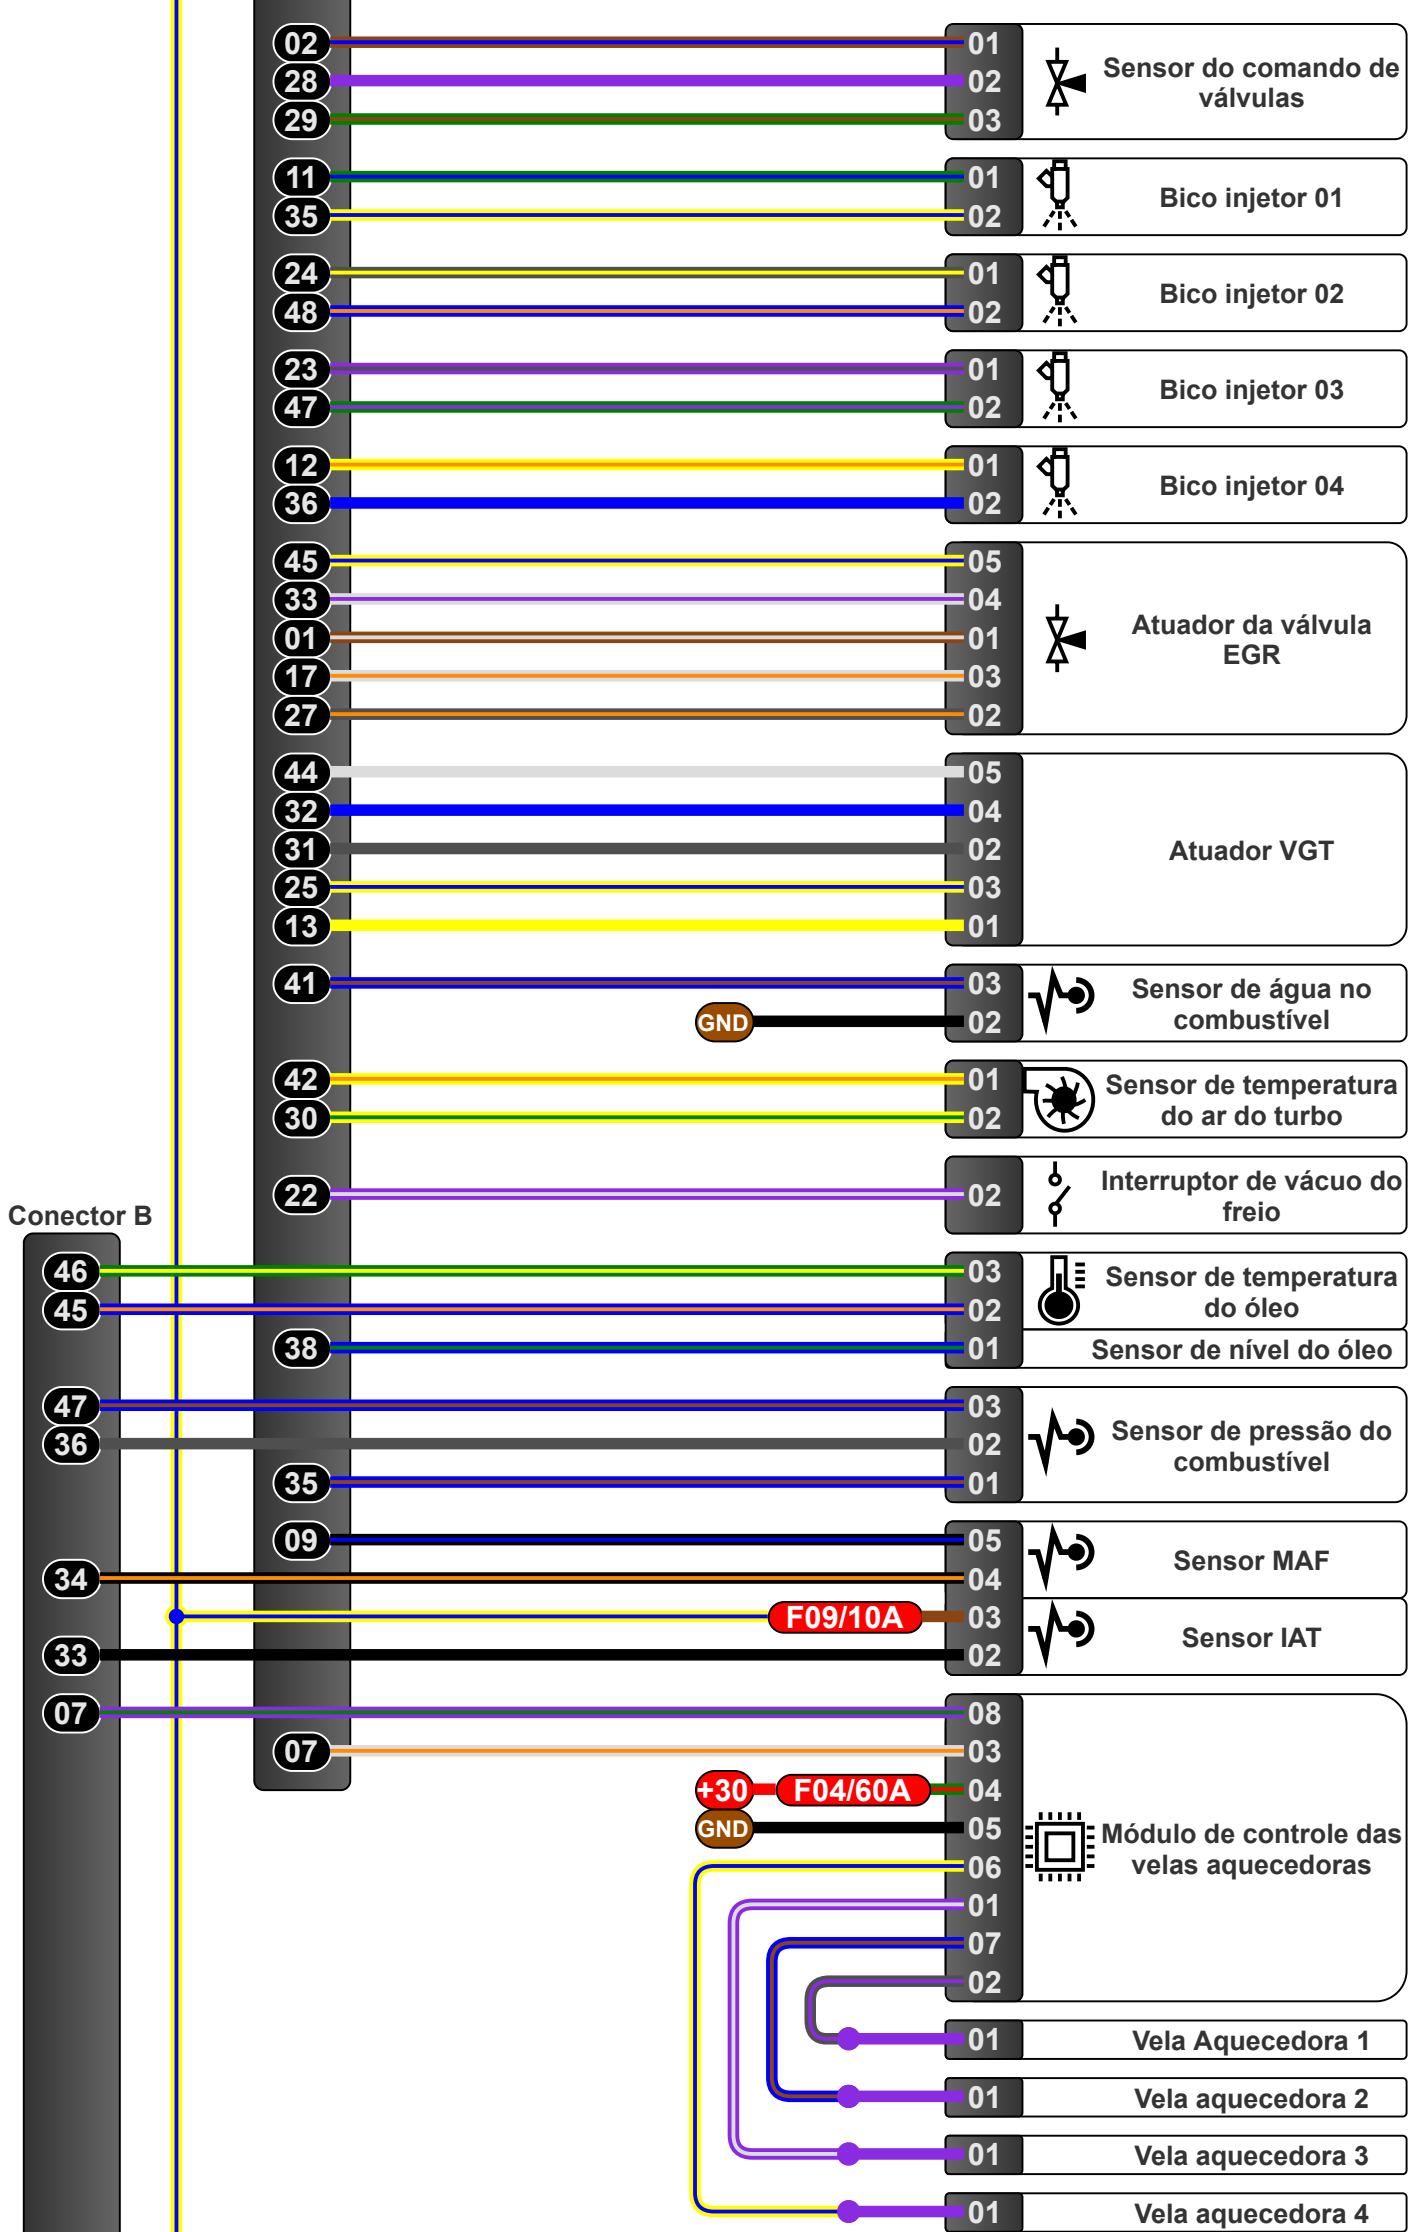 02 01
28 02
29 03
Sensor do comando de
válvulas
11 01
35 02
Bico injetor 01
24 01
48 02
Bico injetor 02
23 01
47 02
Bico injetor 03
12 01
36 02
Bico injetor 04
45 05
33 04
01 01
17 03
27 02
Atuador da válvula
EGR
44 05
32 04
31 02
25 03
13 01
Atuador VGT
41 03
GND 02
Sensor de água no
combustível
42 01
30 02
Sensor de temperatura
do ar do turbo
22 02
Interruptor de vácuo do
freio
Conector B
46 03
45 02
Sensor de temperatura
do óleo
38 01 Sensor de nível do óleo
47 03
36 02
35 01
Sensor de pressão do
combustível
09 05
34 04
Sensor MAF
F09/10A 03
33 02
Sensor IAT
07 08
07 03
+30 F04/60A 04
GND 05
06
01
07
02
Módulo de controle das
velas aquecedoras
01 Vela Aquecedora 1
01 Vela aquecedora 2
01 Vela aquecedora 3
01 Vela aquecedora 4